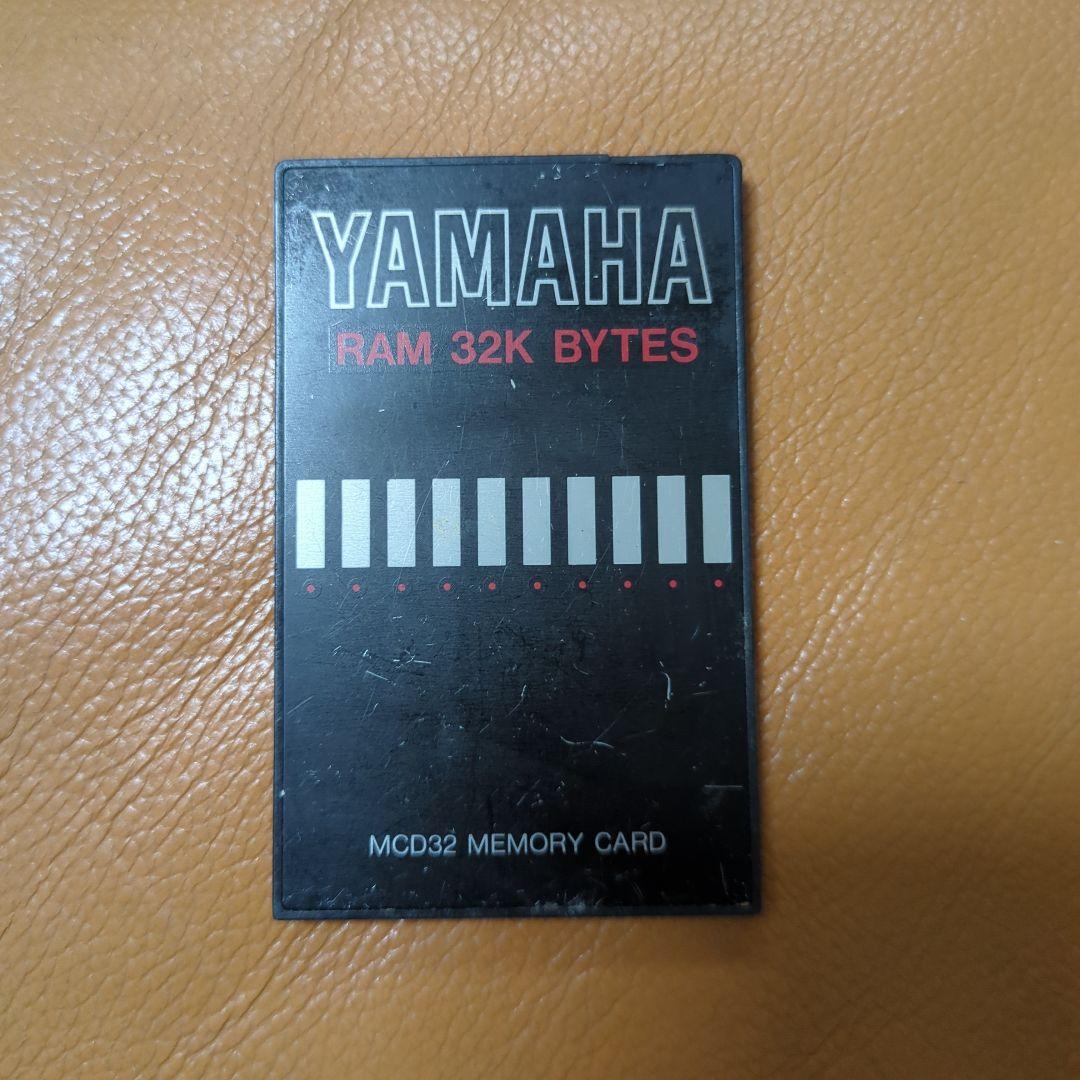 YAMAHA
RAM 32K BYTES
MCD32 MEMORY CARD